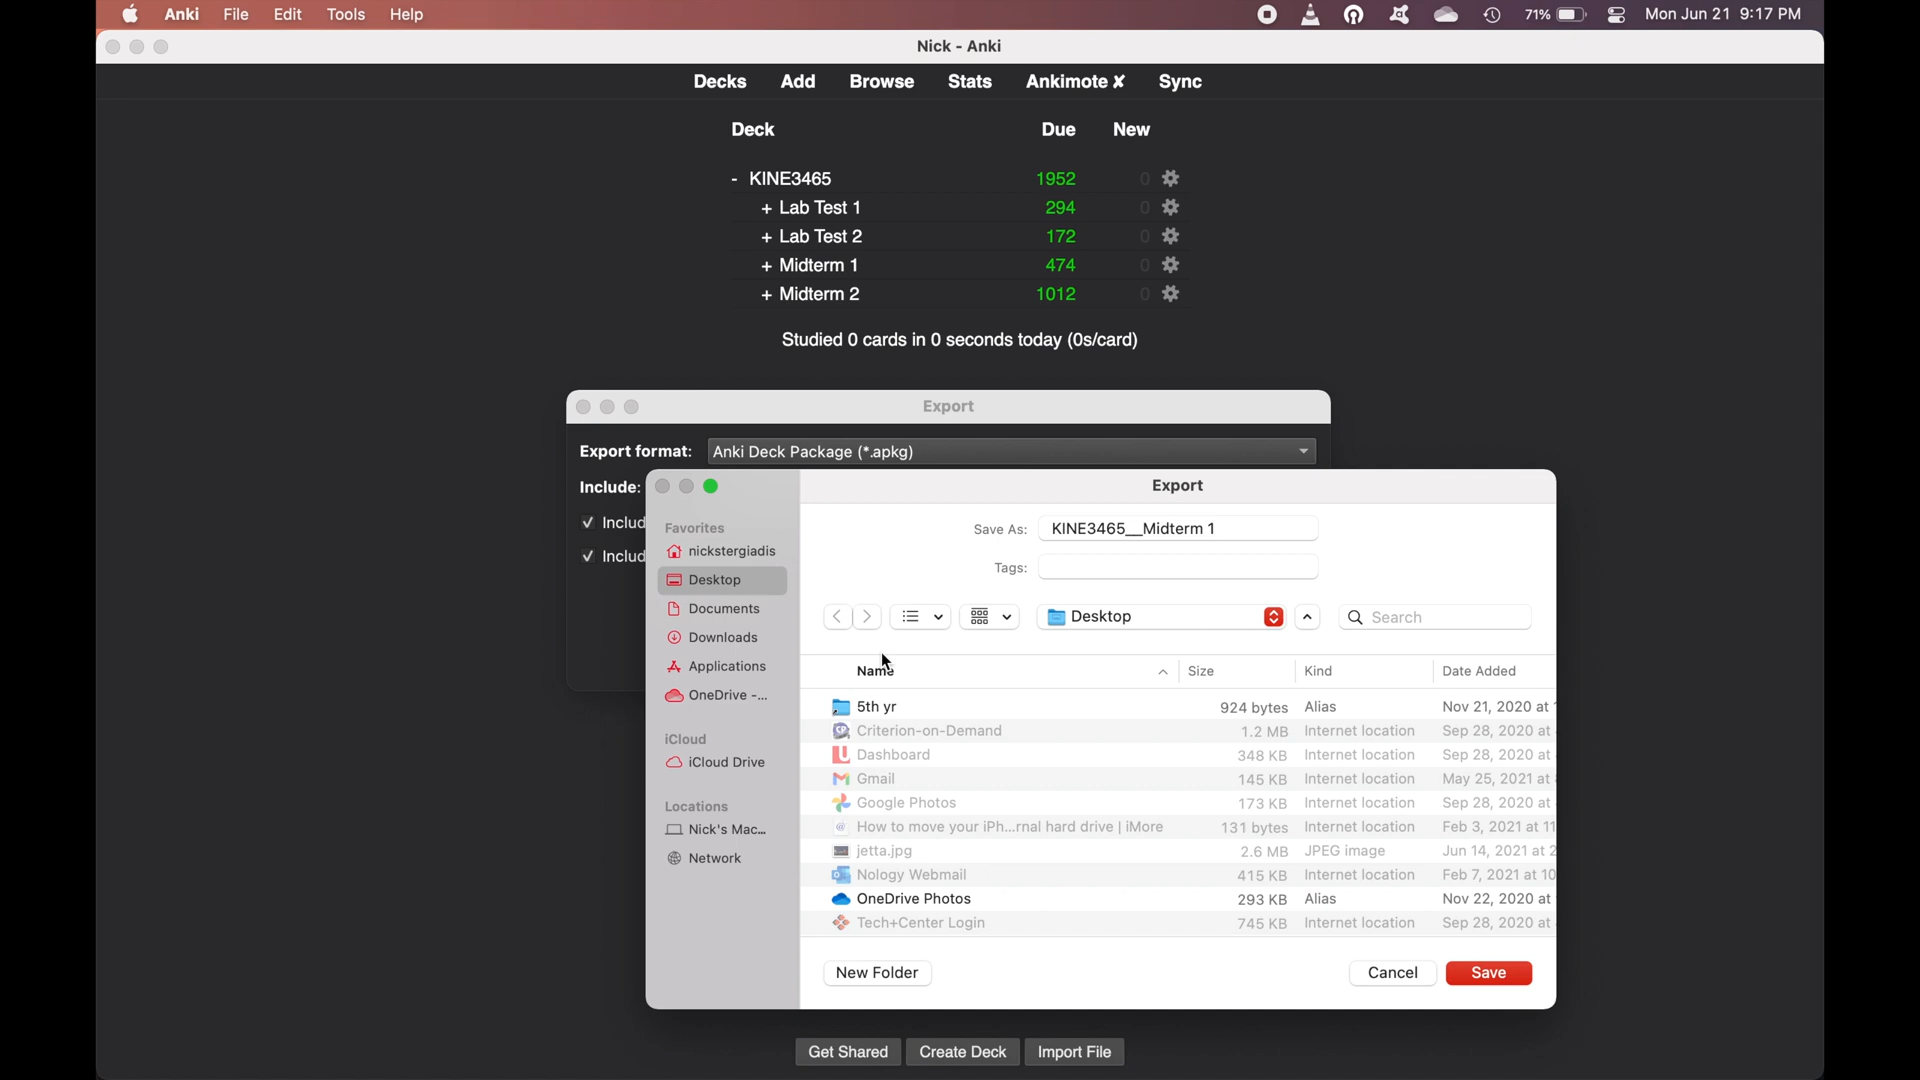 Anki File Edit Tools Help 71% Mon Jun 21 9:17 PM
Nick - Anki
Decks Add Browse Stats Ankimote ✘ Sync
Deck Due New
- KINE3465 1952 0
+ Lab Test 1 294 0
+ Lab Test 2 172 0
+ Midterm 1 474 0
+ Midterm 2 1012 0
Studied 0 cards in 0 seconds today (0s/card)
Export
Export format: Anki Deck Package (*.apkg)
Include:
Includ
Includ
Export
Save As: KINE3465__Midterm 1
Tags:
Desktop
Search
Favorites
nickstergiadis
Desktop
Documents
Downloads
Applications
OneDrive -...
iCloud
iCloud Drive
Locations
Nick's Mac...
Network
Name Size Kind Date Added
5th yr 924 bytes Alias Nov 21, 2020 at
Criterion-on-Demand 1.2 MB Internet location Sep 28, 2020 at
Dashboard 348 KB Internet location Sep 28, 2020 at
Gmail 145 KB Internet location May 25, 2021 at
Google Photos 173 KB Internet location Sep 28, 2020 at
How to move your iPh...rnal hard drive | iMore 131 bytes Internet location Feb 3, 2021 at 11
jetta.jpg 2.6 MB JPEG image Jun 14, 2021 at 2
Nology Webmail 415 KB Internet location Feb 7, 2021 at 10
OneDrive Photos 293 KB Alias Nov 22, 2020 at
Tech+Center Login 745 KB Internet location Sep 28, 2020 at
New Folder Cancel Save
Get Shared Create Deck Import File